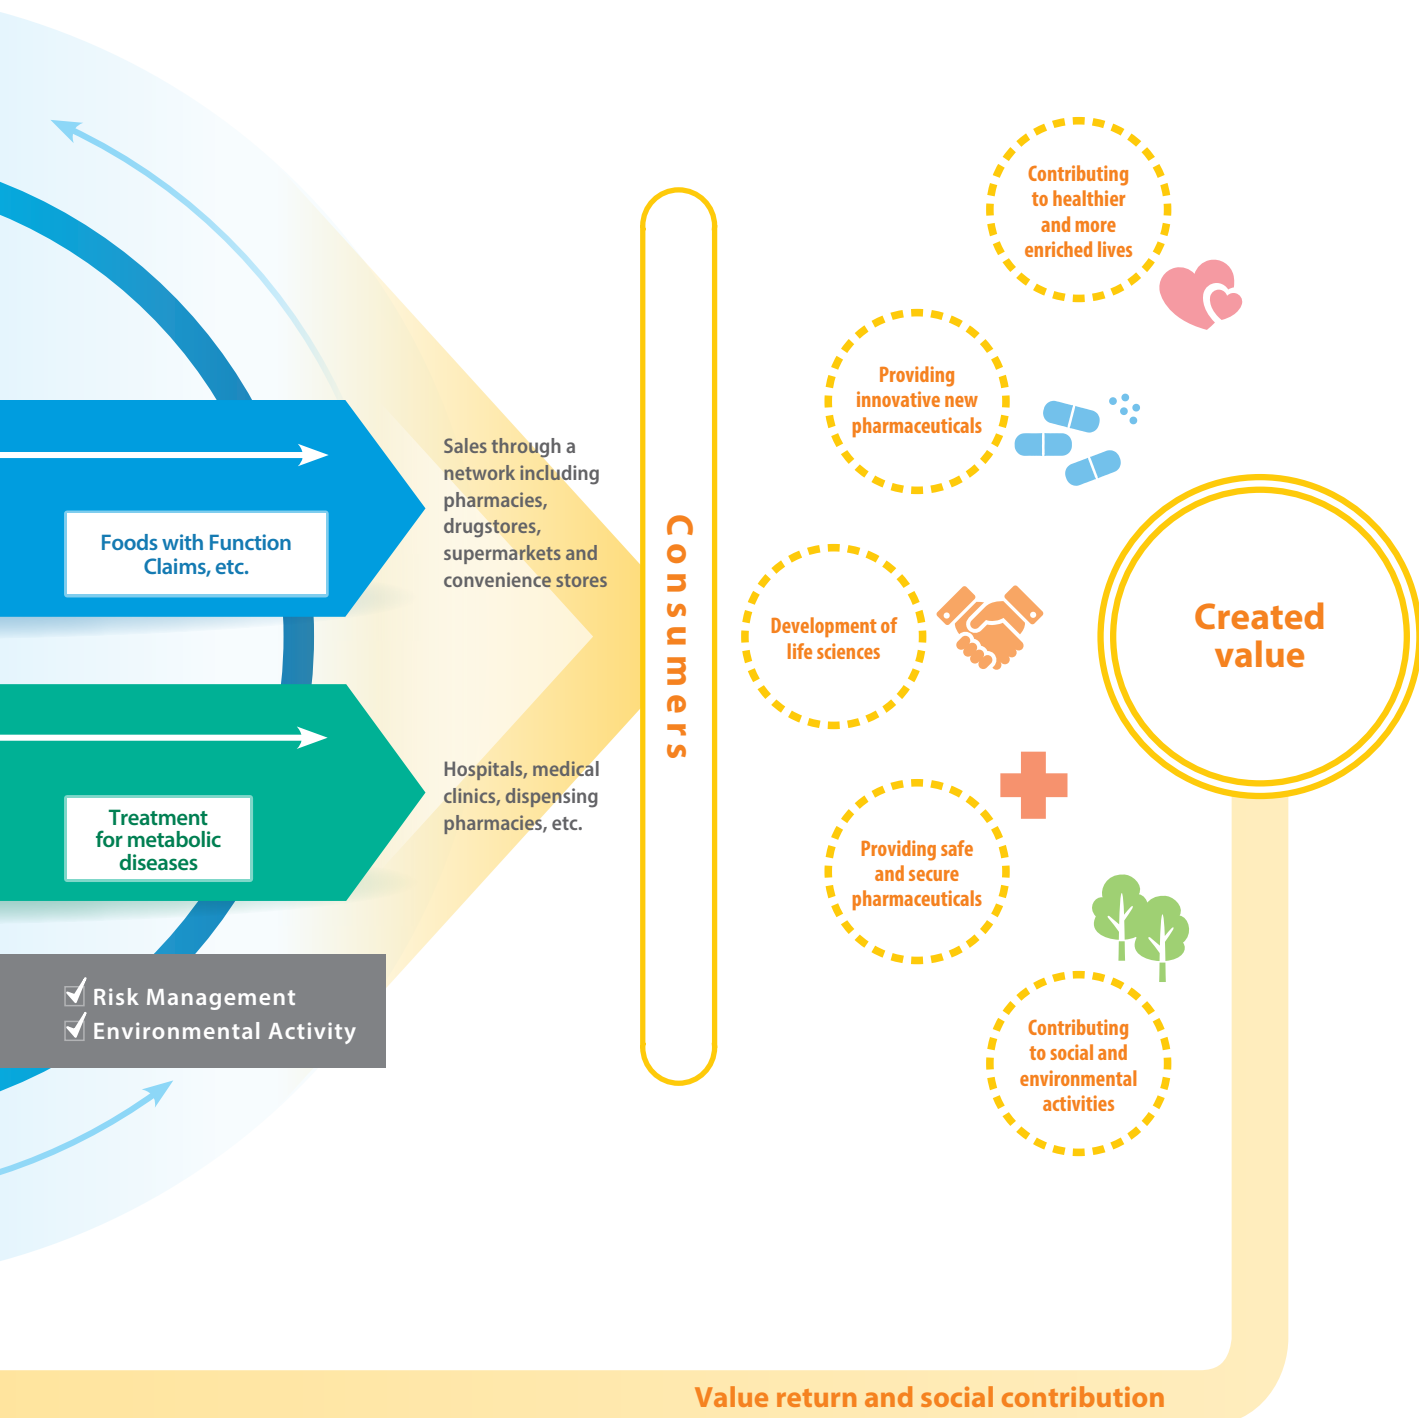 Foods with Function
Claims, etc.
Sales through a
network including
pharmacies,
drugstores,
supermarkets and
convenience stores
Treatment
for metabolic
diseases
Hospitals, medical
clinics, dispensing
pharmacies, etc.
Risk Management
Environmental Activity
Consumers
Contributing
to healthier
and more
enriched lives
Providing
innovative new
pharmaceuticals
Development of
life sciences
Providing safe
and secure
pharmaceuticals
Contributing
to social and
environmental
activities
Created
value
Value return and social contribution